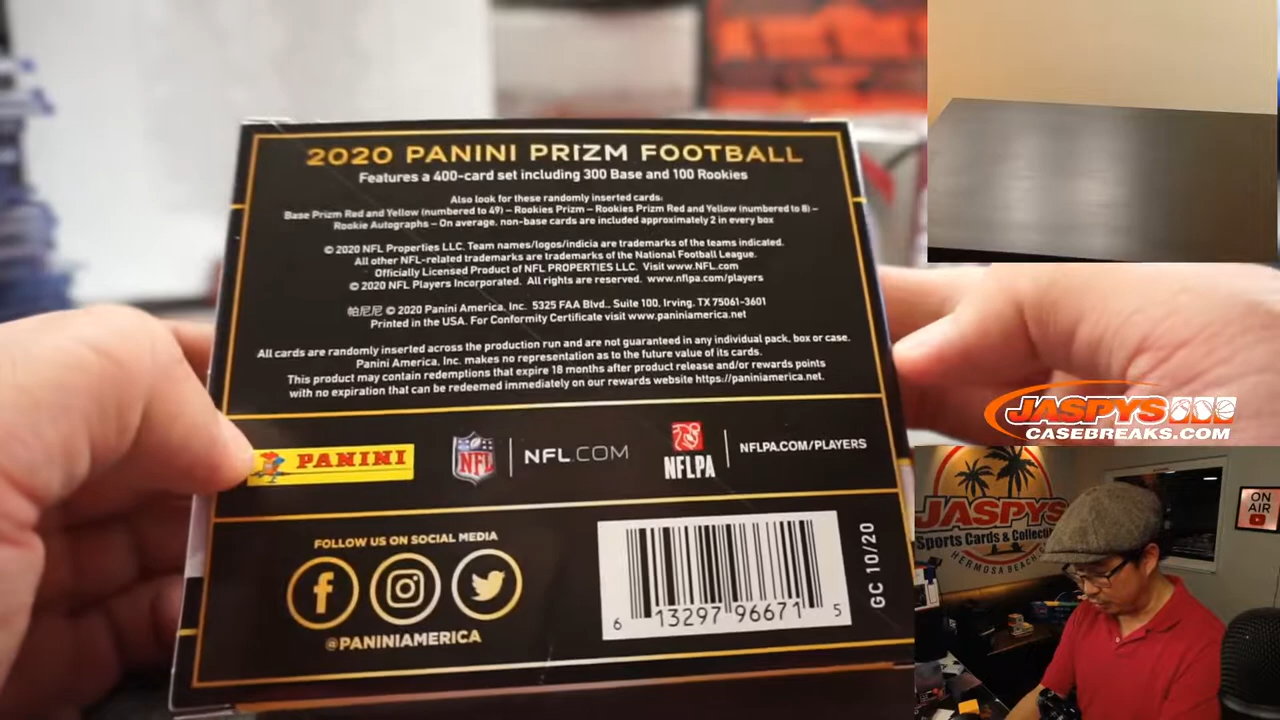 2020 PANINI PRIZM FOOTBALL
Features a 400-card set including 300 Base and 100 Rookies
Also look for these randomly inserted cards:
Base Prizm Red and Yellow (numbered to 49) – Rookies Prizm – Rookies Prizm Red and Yellow (numbered to 8) –
Rookie Autographs – On average, non-base cards are included approximately 2 in every box
© 2020 NFL Properties LLC. Team names/logos/indicia are trademarks of the teams indicated.
All other NFL-related trademarks are trademarks of the National Football League.
Officially Licensed Product of NFL PROPERTIES LLC. Visit www.NFL.com
© 2020 NFL Players Incorporated. All rights are reserved. www.nflpa.com/players
帕尼尼 © 2020 Panini America, Inc. 5325 FAA Blvd., Suite 100, Irving, TX 75061-3601
Printed in the USA. For Conformity Certificate visit www.paniniamerica.net
All cards are randomly inserted across the production run and are not guaranteed in any individual pack, box or case.
Panini America, Inc. makes no representation as to the future value of its cards.
This product may contain redemptions that expire 18 months after product release and/or rewards points
with no expiration that can be redeemed immediately on our rewards website https://paniniamerica.net.
PANINI
NFL
NFL.COM
NFLPA
NFLPA.COM/PLAYERS
FOLLOW US ON SOCIAL MEDIA
@PANINIAMERICA
6 13297 96671 5
GC 10/20
JASPYS
CASEBREAKS.COM
JASPYS
Sports Cards &
HERMOSA BEACH
ON
AIR